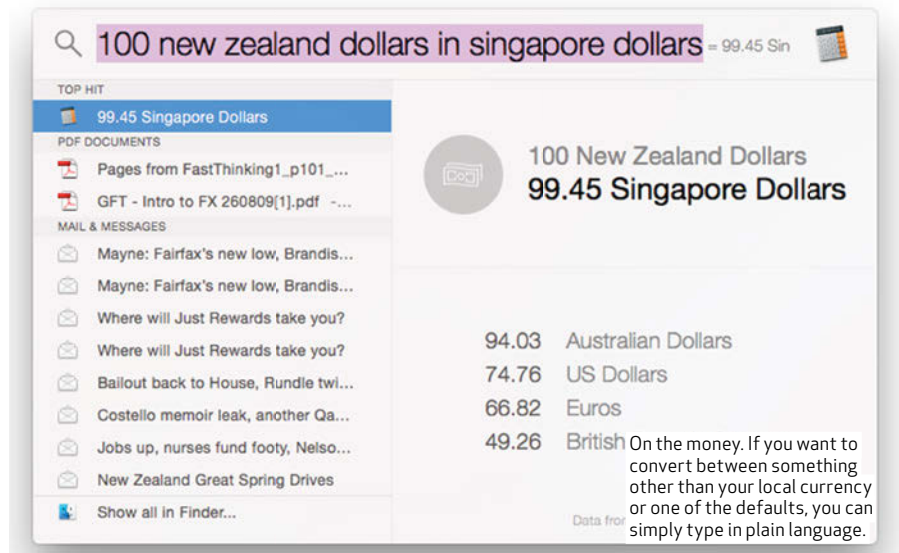 100 new zealand dollars in singapore dollars = 99.45 Sin
TOP HIT
99.45 Singapore Dollars
PDF DOCUMENTS
Pages from FastThinking1_p101_...
GFT - Intro to FX 260809[1].pdf -...
MAIL & MESSAGES
Mayne: Fairfax's new low, Brandis...
Mayne: Fairfax's new low, Brandis...
Where will Just Rewards take you?
Where will Just Rewards take you?
Bailout back to House, Rundle twi...
Costello memoir leak, another Qa...
Jobs up, nurses fund footy, Nelso...
New Zealand Great Spring Drives
Show all in Finder...
100 New Zealand Dollars
99.45 Singapore Dollars
94.03 Australian Dollars
74.76 US Dollars
66.82 Euros
49.26 British
Data from
On the money. If you want to
convert between something
other than your local currency
or one of the defaults, you can
simply type in plain language.